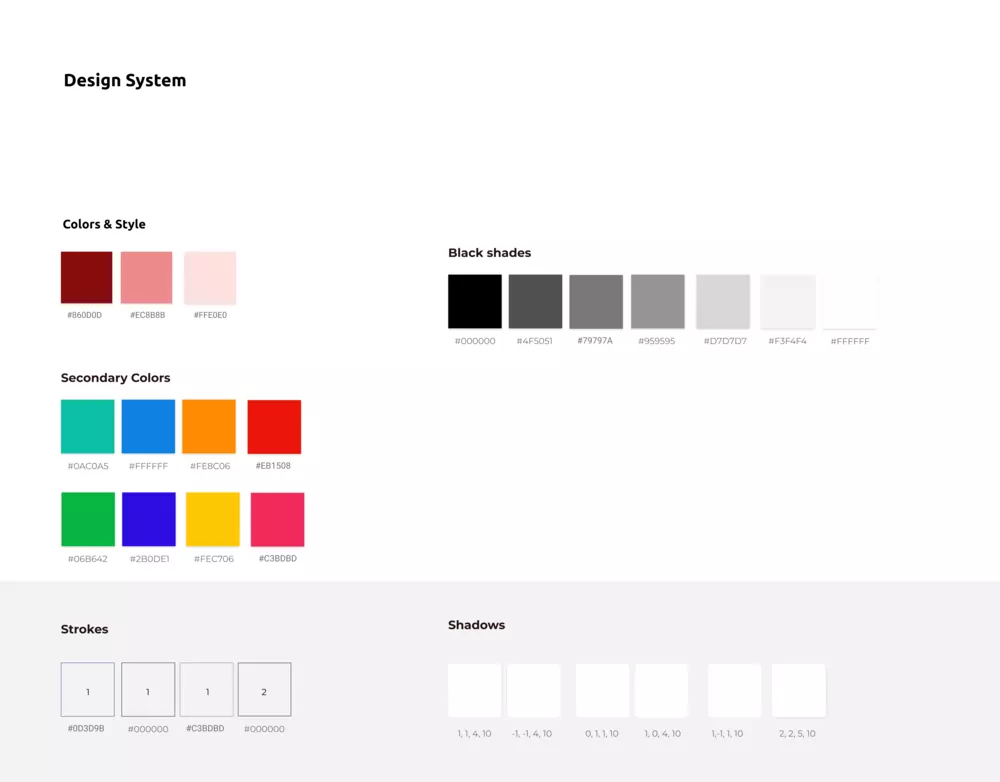 Design System
Colors & Style
#860D0D #EC8B8B #FFE0E0
Black shades
#000000 #4F5051 #79797A #959595 #D7D7D7 #F3F4F4 #FFFFFF
Secondary Colors
#0AC0A5 #FFFFFF #FE8C06 #EB1508
#06B642 #2B0DE1 #FEC706 #C3BDBD
Strokes
1 1 1 2
#0D3D9B #000000 #C3BDBD #000000
Shadows
1, 1, 4, 10 -1, -1, 4, 10 0, 1, 1, 10 1, 0, 4, 10 1,-1, 1, 10 2, 2, 5, 10